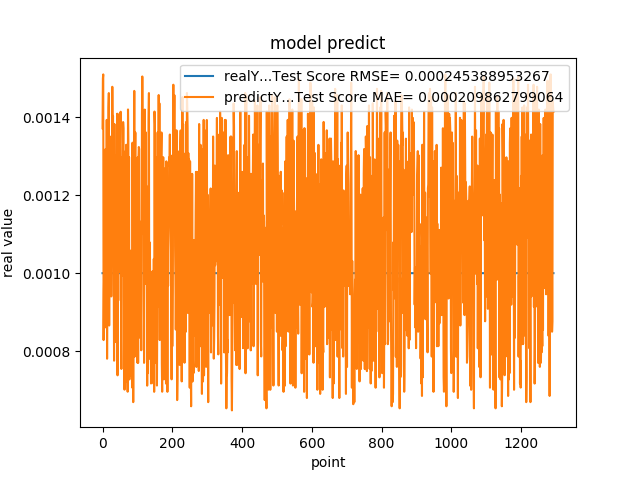 model predict
realY...Test Score RMSE= 0.000245388953267
predictY...Test Score MAE= 0.000209862799064
real value
0.0014
0.0012
0.0010
0.0008
0 200 400 600 800 1000 1200
point